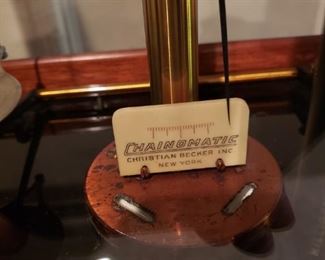 CHAINOMATIC
CHRISTIAN BECKER INC.
NEW YORK